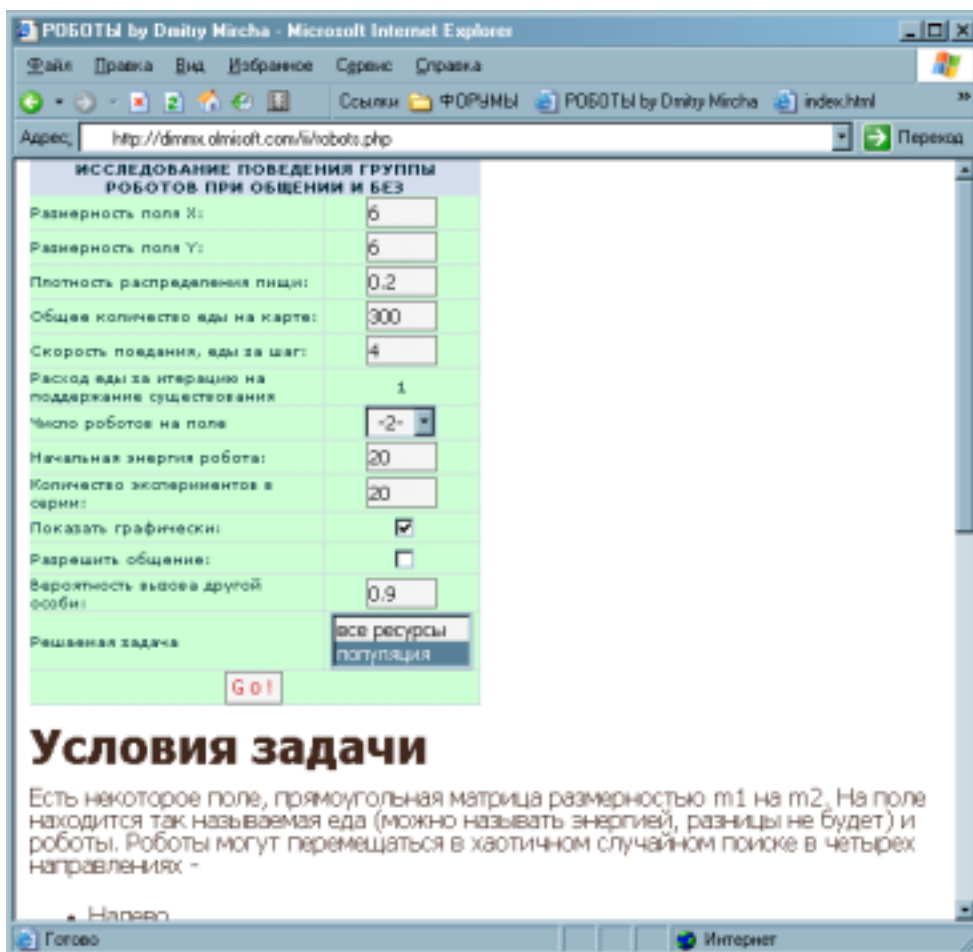 РОБОТЫ by Dmitry Mircha - Microsoft Internet Explorer
Файл Правка Вид Избранное Сервис Справка
Ссылки ФОРУМЫ РОБОТЫ by Dmitry Mircha index.html »
Адрес: http://dimmx.olmisoft.com/ii/robots.php Переход
ИССЛЕДОВАНИЕ ПОВЕДЕНИЯ ГРУППЫ
РОБОТОВ ПРИ ОБЩЕНИИ И БЕЗ
Размерность поля X: 6
Размерность поля Y: 6
Плотность распределения пищи: 0.2
Общее количество еды на карте: 300
Скорость поедания, еды за шаг: 4
Расход еды за итерацию на
поддержание существования 1
Число роботов на поле -2-
Начальная энергия робота: 20
Количество экспериментов в
серии: 20
Показать графически:
Разрешить общение:
Вероятность вызова другой
особи: 0.9
Решаемая задача все ресурсы
популяция
Go!
Условия задачи
Есть некоторое поле, прямоугольная матрица размерностью m1 на m2. На поле
находится так называемая еда (можно называть энергией, разницы не будет) и
роботы. Роботы могут перемещаться в хаотичном случайном поиске в четырех
направлениях -
• Налево
Готово Интернет